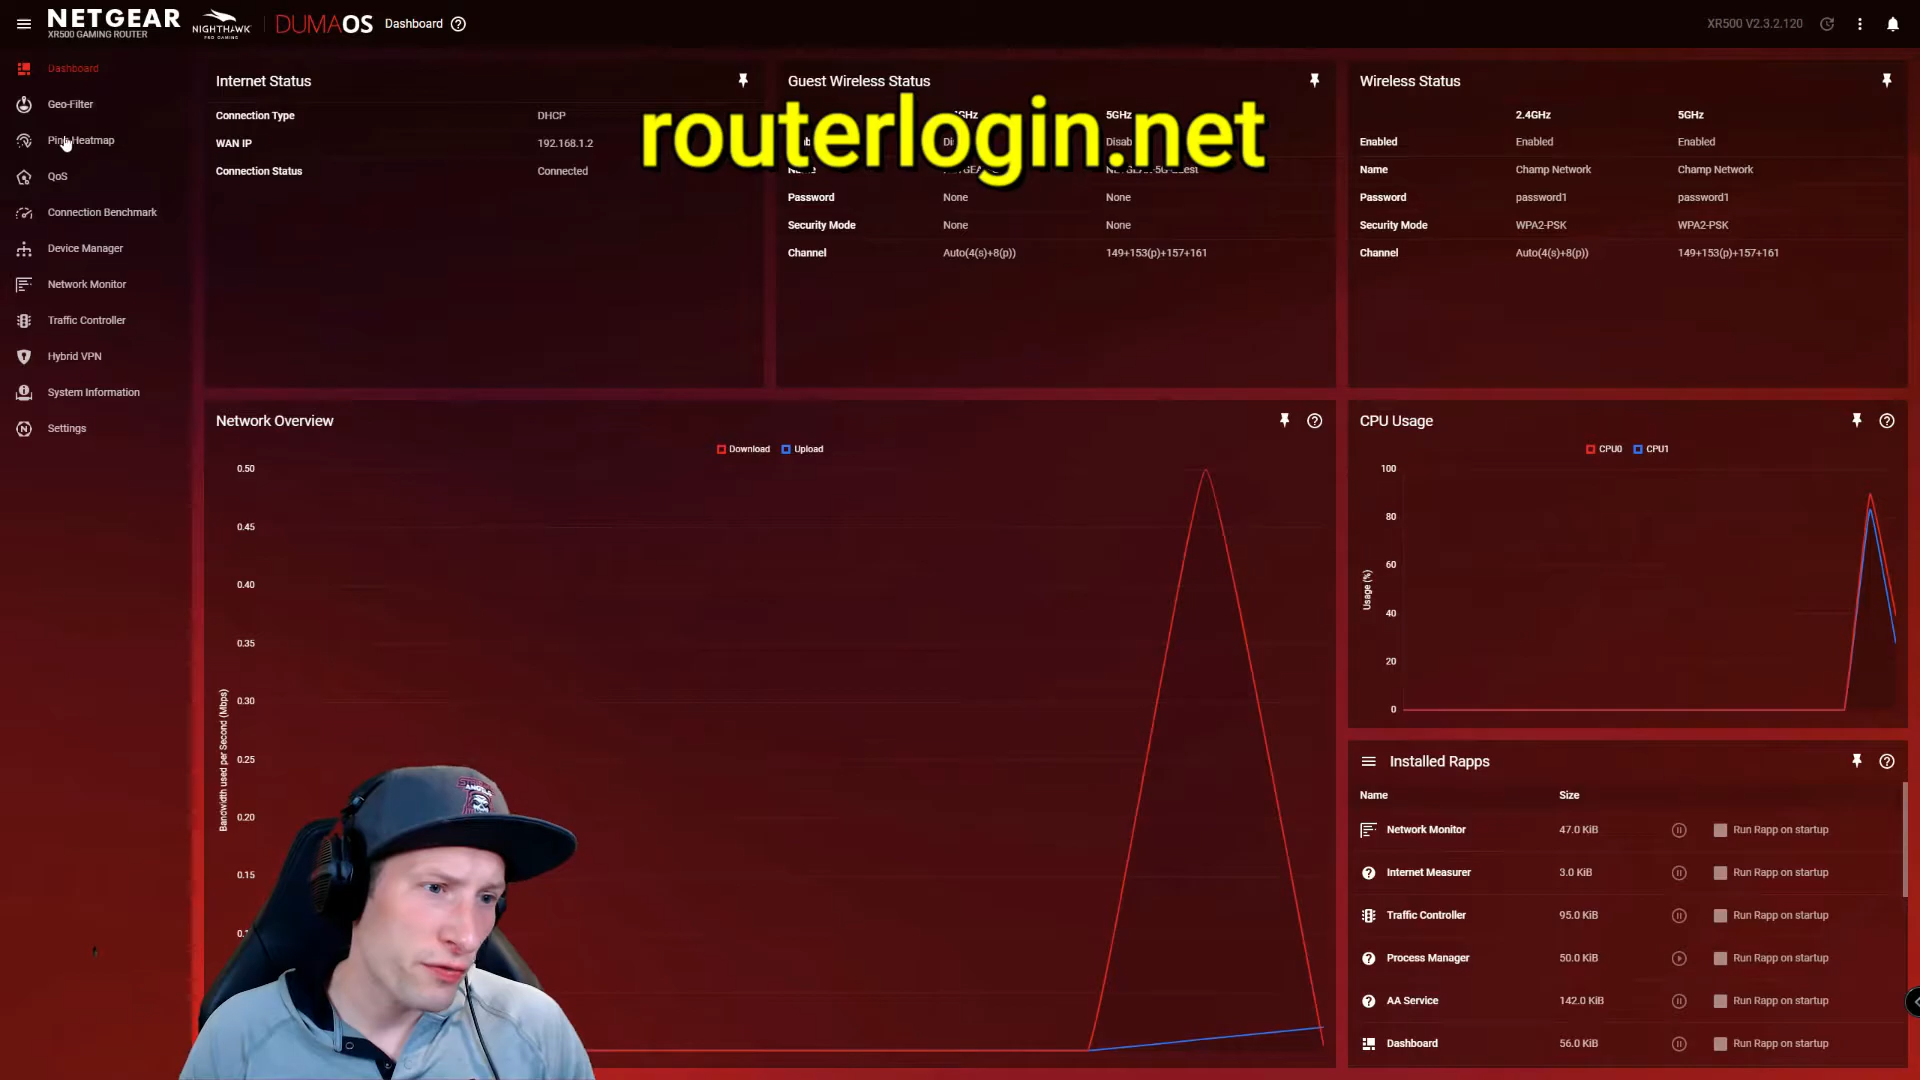 NETGEAR
XR500 GAMING ROUTER
NIGHTHAWK
PRO GAMING
DUMAOS
Dashboard
XR500 V2.3.2.120
Dashboard
Geo-Filter
Ping Heatmap
QoS
Connection Benchmark
Device Manager
Network Monitor
Traffic Controller
Hybrid VPN
System Information
Settings
routerlogin.net
Internet Status
Connection Type DHCP
WAN IP 192.168.1.2
Connection Status Connected
Guest Wireless Status
5GHz
Password None None
Security Mode None None
Channel Auto(4(s)+8(p)) 149+153(p)+157+161
Wireless Status
2.4GHz 5GHz
Enabled Enabled Enabled
Name Champ Network Champ Network
Password password1 password1
Security Mode WPA2-PSK WPA2-PSK
Channel Auto(4(s)+8(p)) 149+153(p)+157+161
Network Overview
Download Upload
0.50
0.45
0.40
0.35
0.30
0.25
0.20
0.15
Bandwidth used per Second (Mbps)
CPU Usage
CPU0 CPU1
100
80
60
40
20
0
Usage (%)
Installed Rapps
Name Size
Network Monitor 47.0 KiB Run Rapp on startup
Internet Measurer 3.0 KiB Run Rapp on startup
Traffic Controller 95.0 KiB Run Rapp on startup
Process Manager 50.0 KiB Run Rapp on startup
AA Service 142.0 KiB Run Rapp on startup
Dashboard 56.0 KiB Run Rapp on startup